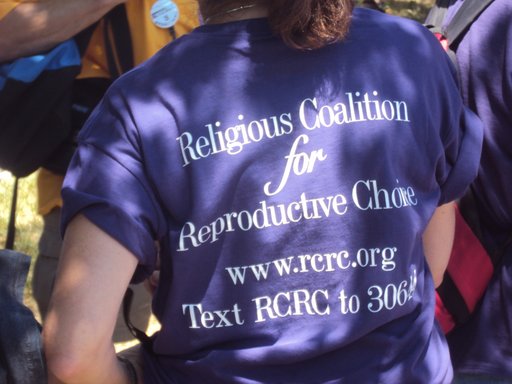 Religious Coalition
for
Reproductive Choice
www.rcrc.org
Text RCRC to